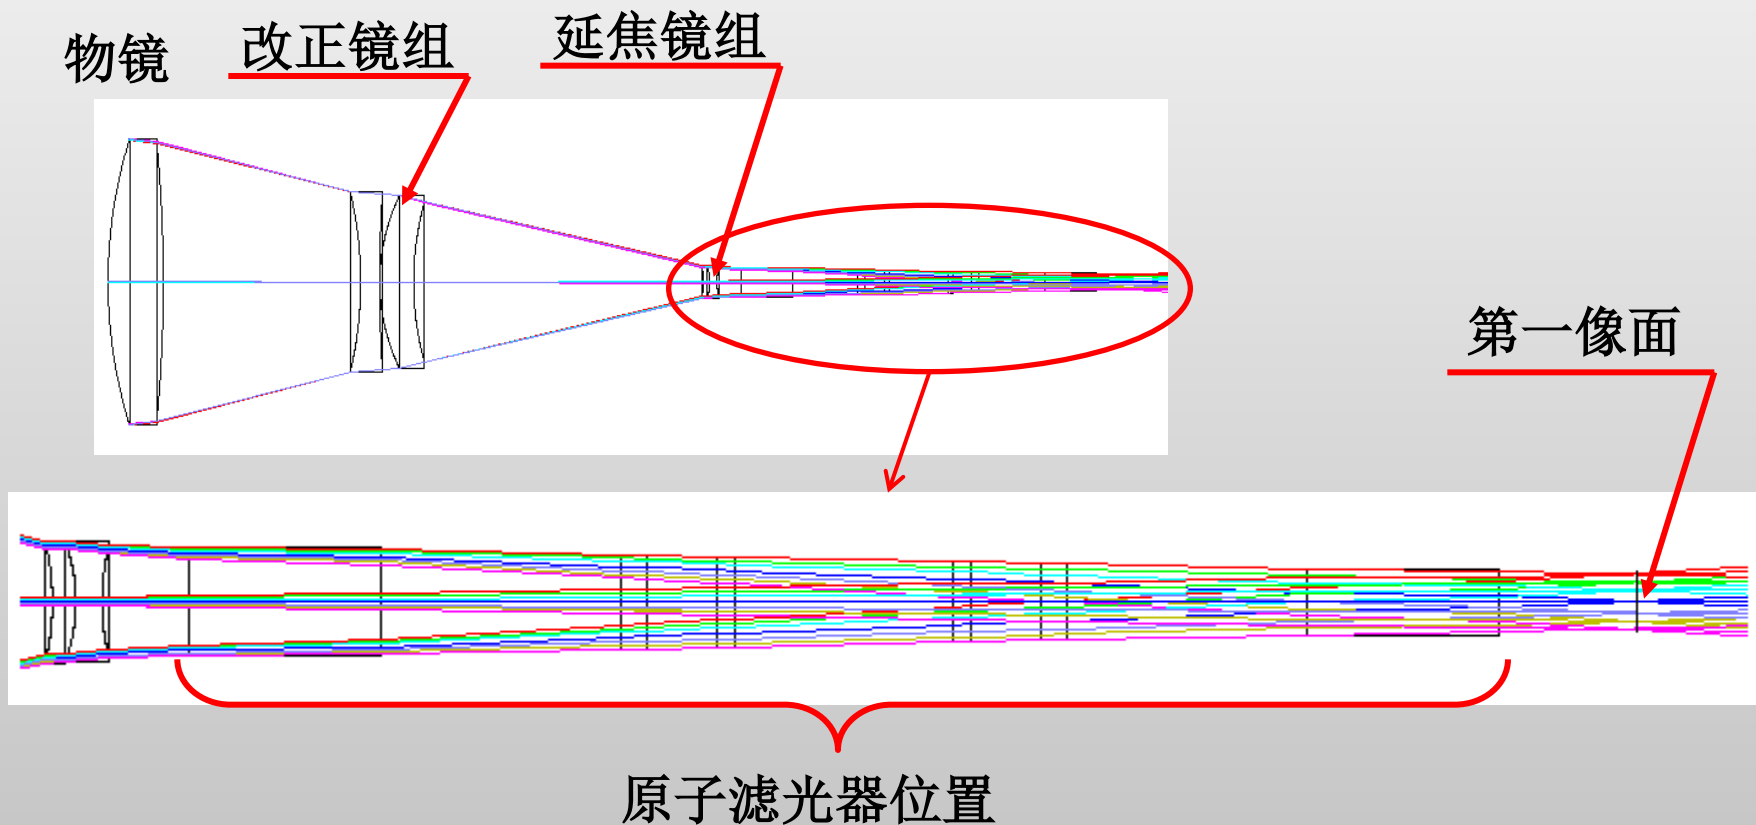 物镜
改正镜组
延焦镜组
第一像面
原子滤光器位置